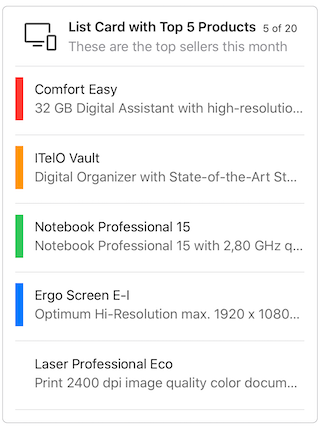 List Card with Top 5 Products 5 of 20
These are the top sellers this month
Comfort Easy
32 GB Digital Assistant with high-resolutio...
ITelO Vault
Digital Organizer with State-of-the-Art St...
Notebook Professional 15
Notebook Professional 15 with 2,80 GHz q...
Ergo Screen E-I
Optimum Hi-Resolution max. 1920 x 1080...
Laser Professional Eco
Print 2400 dpi image quality color docum...